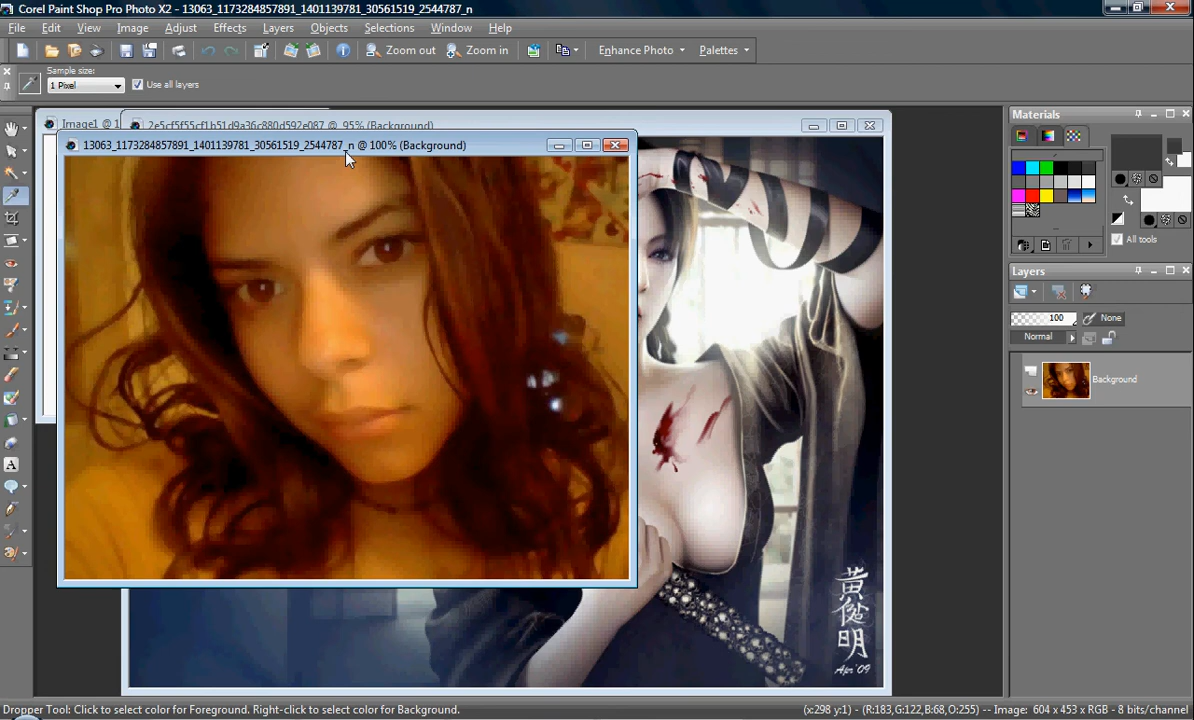 Corel Paint Shop Pro Photo X2 - 13063_1173284857891_1401139781_30561519_2544787_n
File Edit View Image Adjust Effects Layers Objects Selections Window Help
Zoom out Zoom in Enhance Photo Palettes
Sample size:
1 Pixel Use all layers
Materials
Image1 @ 1
2e5cf5f55cf1b51d9a36c880d592e087 @ 95% (Background)
13063_1173284857891_1401139781_30561519_2544787_n @ 100% (Background)
All tools
Layers
100 None
Normal
Background
黃俊明
Apr'09
Dropper Tool: Click to select color for Foreground. Right-click to select color for Background.
(x:298 y:1) - (R:183,G:122,B:68,O:255) -- Image: 604 x 453 x RGB - 8 bits/channel